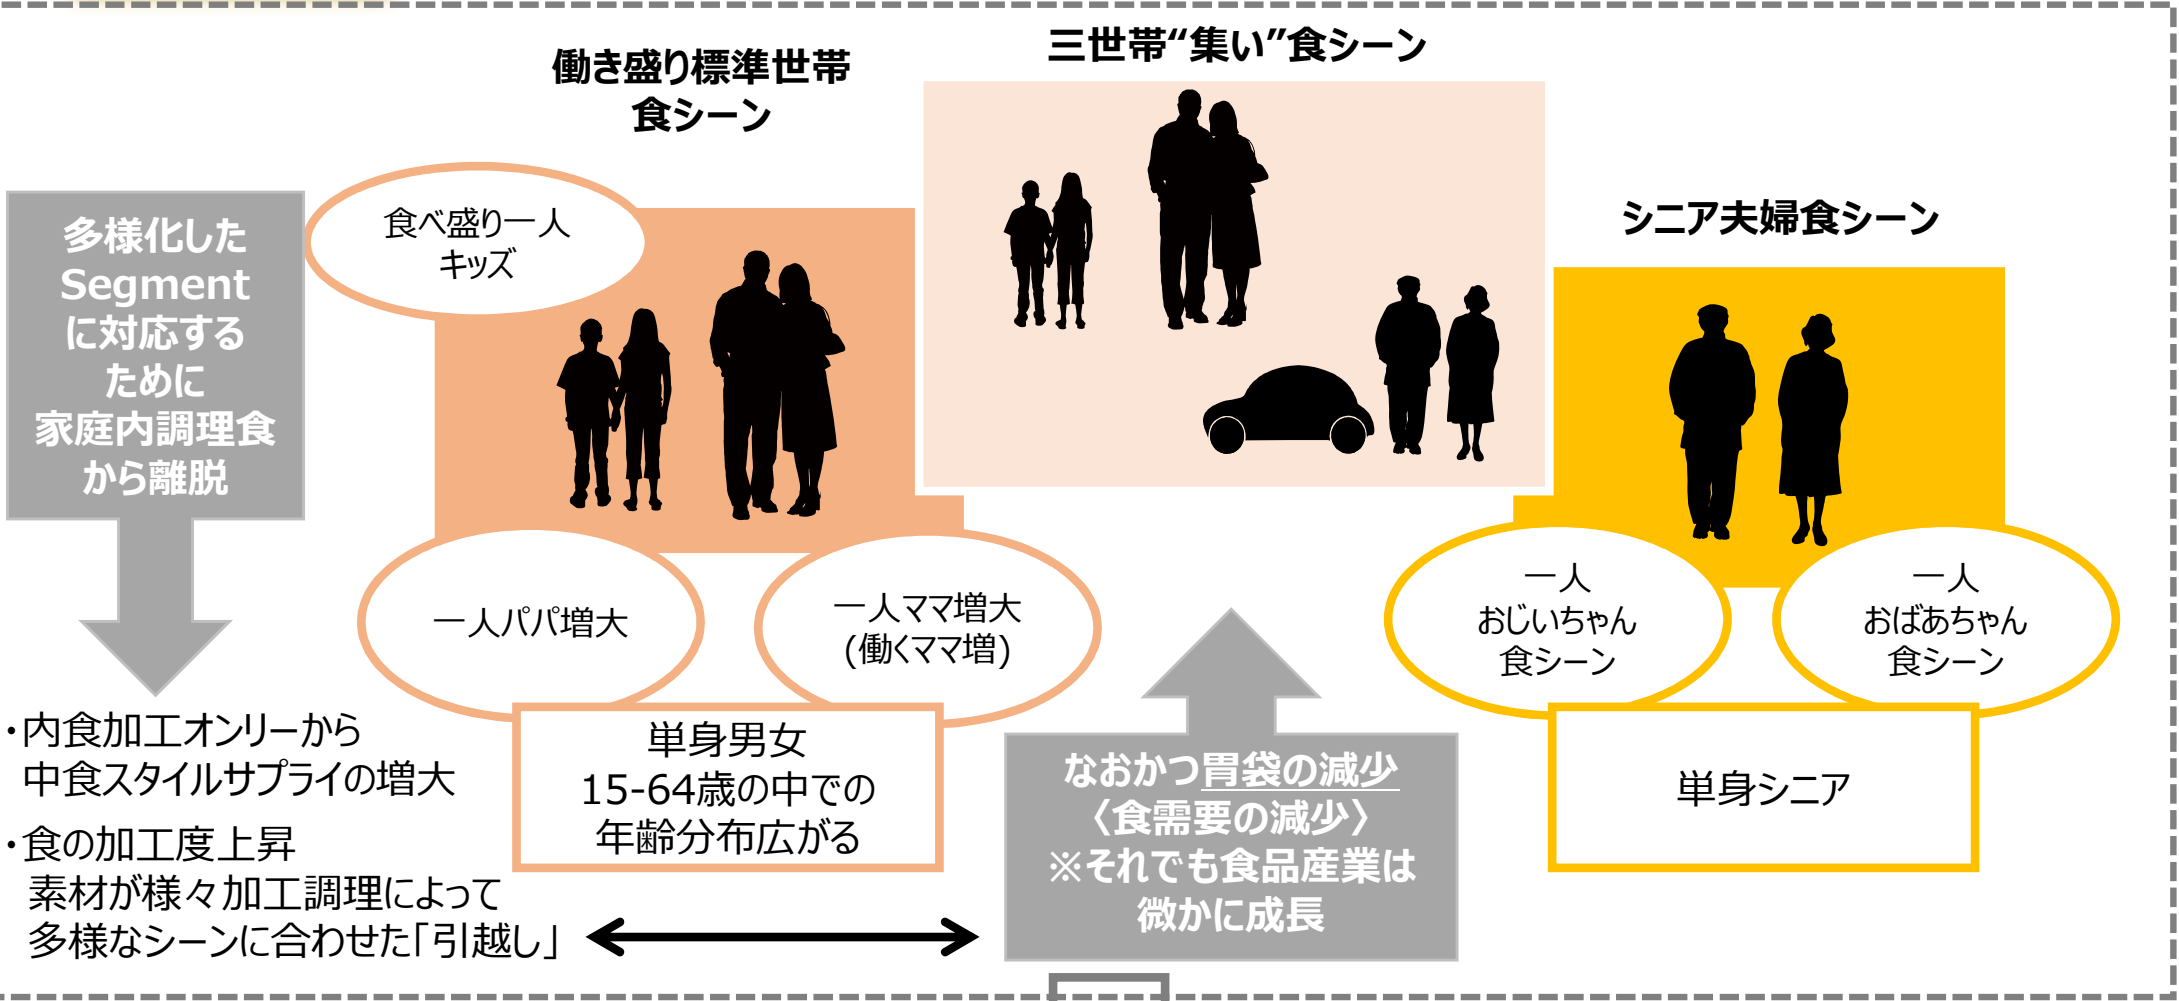 三世帯“集い”食シーン
働き盛り標準世帯
食シーン
シニア夫婦食シーン
食べ盛り一人
キッズ
多様化した
Segment
に対応する
ために
家庭内調理食
から離脱
一人パパ増大
一人ママ増大
(働くママ増)
一人
おじいちゃん
食シーン
一人
おばあちゃん
食シーン
・内食加工オンリーから
中食スタイルサプライの増大
・食の加工度上昇
素材が様々加工調理によって
多様なシーンに合わせた「引越し」
単身男女
15-64歳の中での
年齢分布広がる
なおかつ胃袋の減少
〈食需要の減少〉
※それでも食品産業は
微かに成長
単身シニア